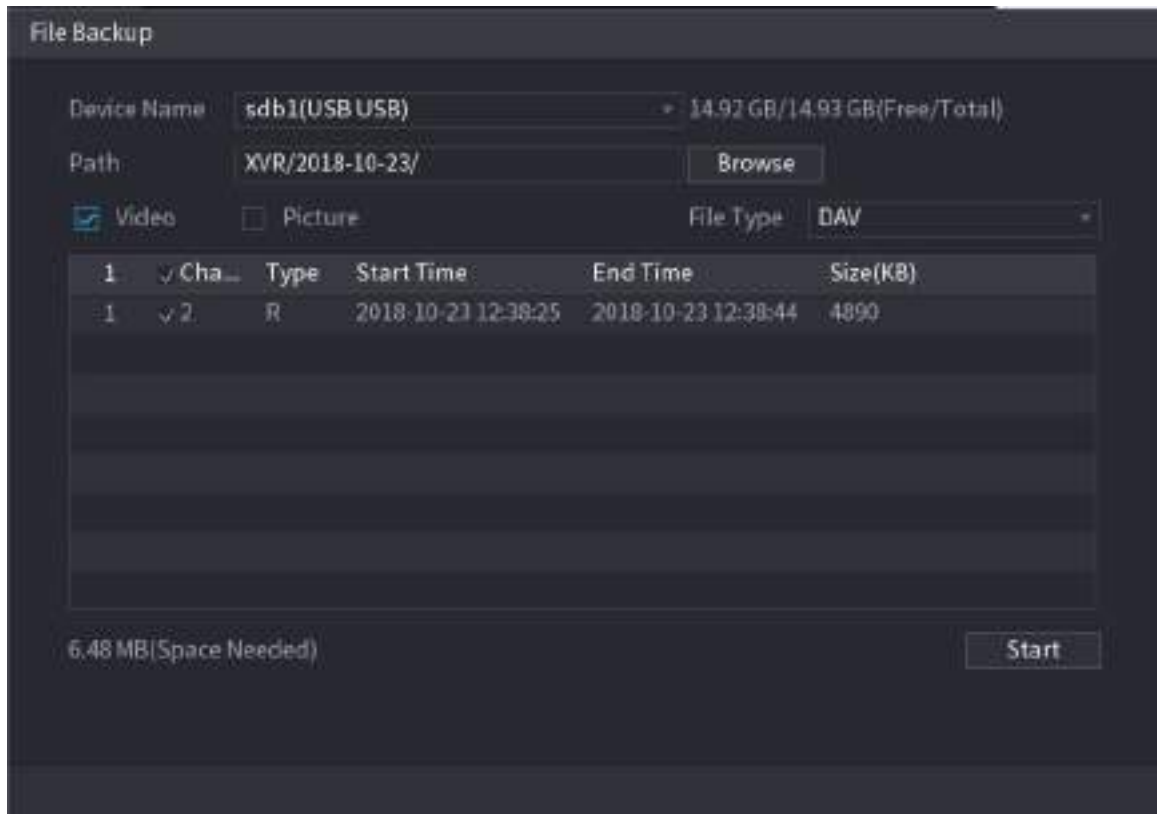 File Backup
Device Name sdb1(USB USB) 14.92 GB/14.93 GB(Free/Total)
Path XVR/2018-10-23/ Browse
Video Picture File Type DAV
1 Cha... Type Start Time End Time Size(KB)
1 2 R 2018-10-23 12:38:25 2018-10-23 12:38:44 4890
6.48 MB(Space Needed) Start